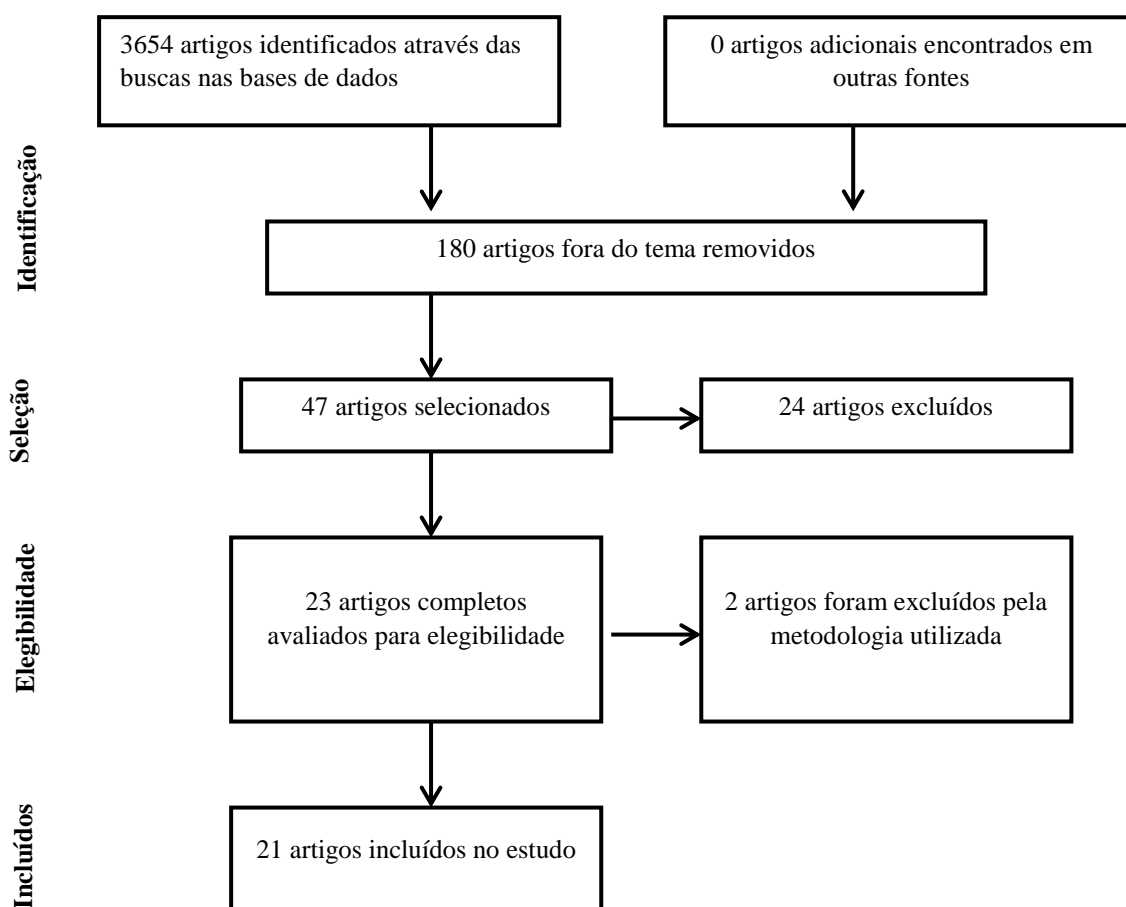 3654 artigos identificados através das
buscas nas bases de dados
0 artigos adicionais encontrados em
outras fontes
Identificação
180 artigos fora do tema removidos
Seleção
47 artigos selecionados
24 artigos excluídos
Elegibilidade
23 artigos completos
avaliados para elegibilidade
2 artigos foram excluídos pela
metodologia utilizada
Incluídos
21 artigos incluídos no estudo